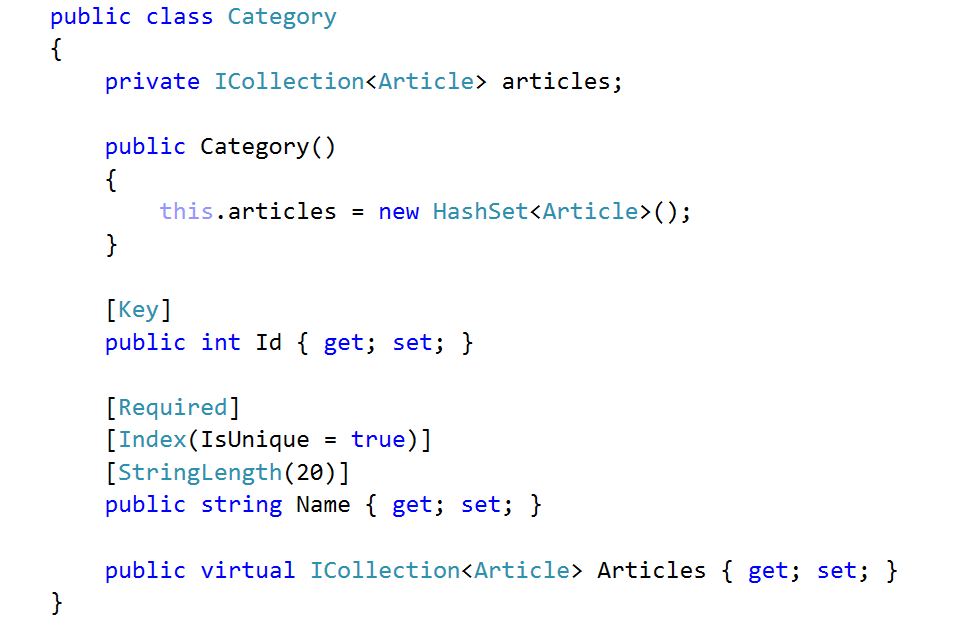 public class Category
{
    private ICollection<Article> articles;

    public Category()
    {
        this.articles = new HashSet<Article>();
    }

    [Key]
    public int Id { get; set; }

    [Required]
    [Index(IsUnique = true)]
    [StringLength(20)]
    public string Name { get; set; }

    public virtual ICollection<Article> Articles { get; set; }
}